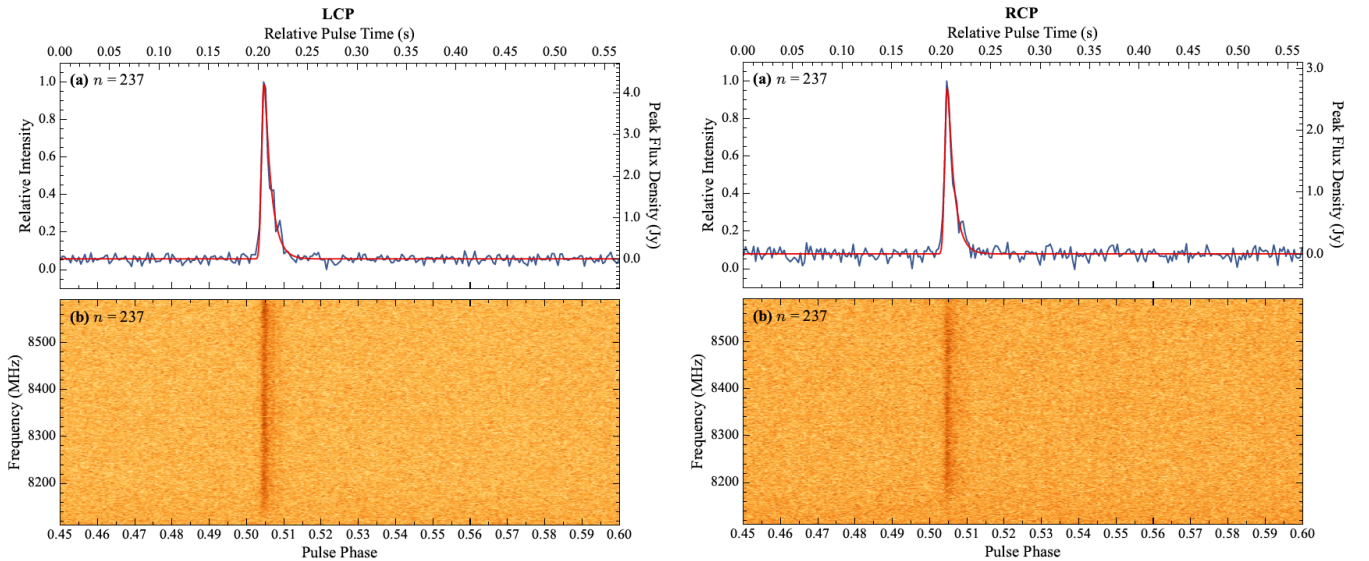 LCP
Relative Pulse Time (s)
0.00 0.05 0.10 0.15 0.20 0.25 0.30 0.35 0.40 0.45 0.50 0.55
(a) n = 237
Relative Intensity
1.0
0.8
0.6
0.4
0.2
0.0
4.0
3.0
2.0
1.0
0.0
Peak Flux Density (Jy)
(b) n = 237
Frequency (MHz)
8500
8400
8300
8200
0.45 0.46 0.47 0.48 0.49 0.50 0.51 0.52 0.53 0.54 0.55 0.56 0.57 0.58 0.59 0.60
Pulse Phase
RCP
Relative Pulse Time (s)
0.00 0.05 0.10 0.15 0.20 0.25 0.30 0.35 0.40 0.45 0.50 0.55
(a) n = 237
Relative Intensity
1.0
0.8
0.6
0.4
0.2
0.0
3.0
2.0
1.0
0.0
Peak Flux Density (Jy)
(b) n = 237
Frequency (MHz)
8500
8400
8300
8200
0.45 0.46 0.47 0.48 0.49 0.50 0.51 0.52 0.53 0.54 0.55 0.56 0.57 0.58 0.59 0.60
Pulse Phase